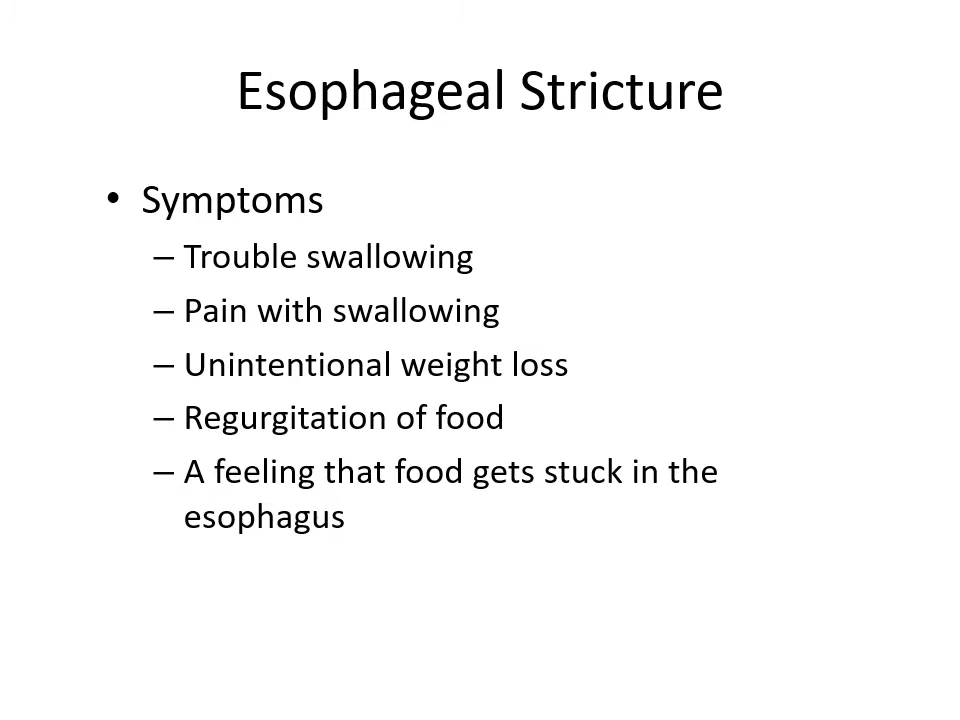 Esophageal Stricture
• Symptoms
– Trouble swallowing
– Pain with swallowing
– Unintentional weight loss
– Regurgitation of food
– A feeling that food gets stuck in the
esophagus